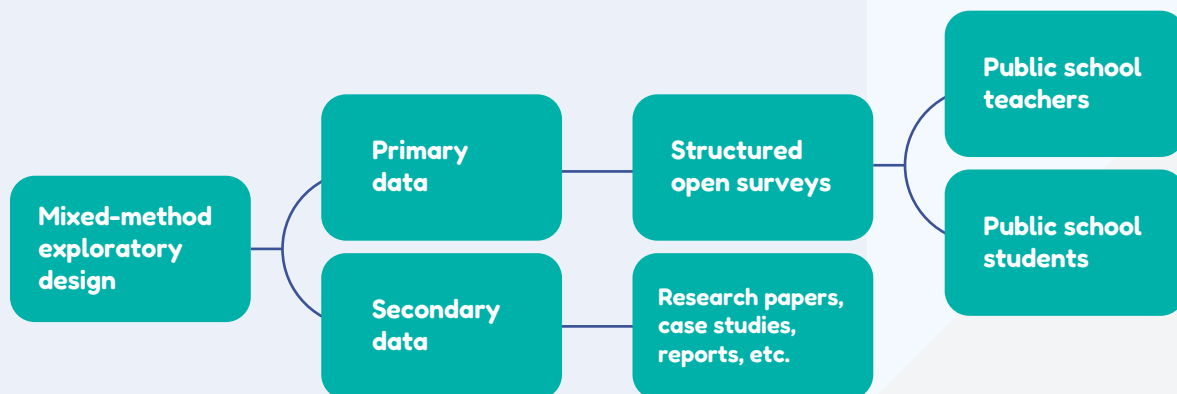 Mixed-method
exploratory
design
Primary
data
Secondary
data
Structured
open surveys
Research papers,
case studies,
reports, etc.
Public school
teachers
Public school
students